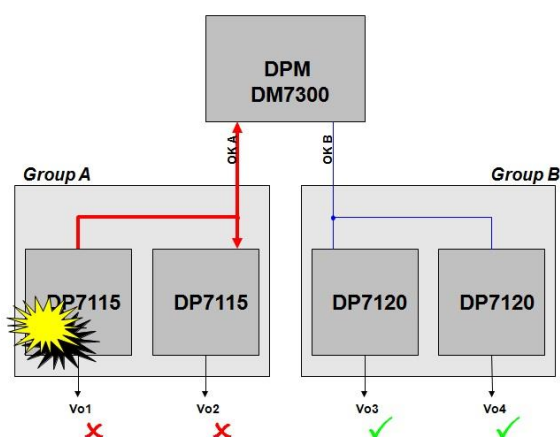 DPM
DM7300
OK A
OK B
Group A
Group B
DP7115
DP7115
DP7120
DP7120
Vo1
Vo2
Vo3
Vo4